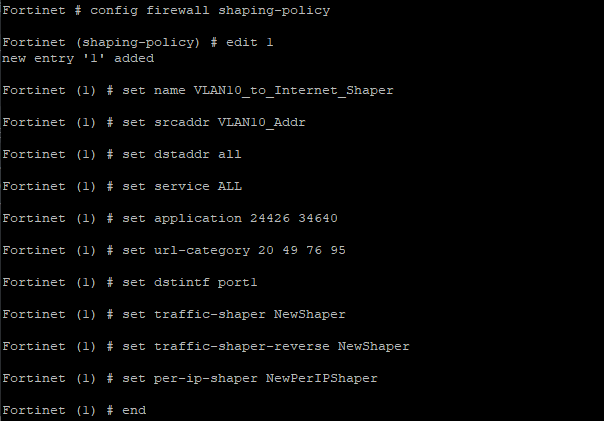 Fortinet # config firewall shaping-policy
Fortinet (shaping-policy) # edit 1
new entry '1' added
Fortinet (1) # set name VLAN10_to_Internet_Shaper
Fortinet (1) # set srcaddr VLAN10_Addr
Fortinet (1) # set dstaddr all
Fortinet (1) # set service ALL
Fortinet (1) # set application 24426 34640
Fortinet (1) # set url-category 20 49 76 95
Fortinet (1) # set dstintf port1
Fortinet (1) # set traffic-shaper NewShaper
Fortinet (1) # set traffic-shaper-reverse NewShaper
Fortinet (1) # set per-ip-shaper NewPerIPShaper
Fortinet (1) # end